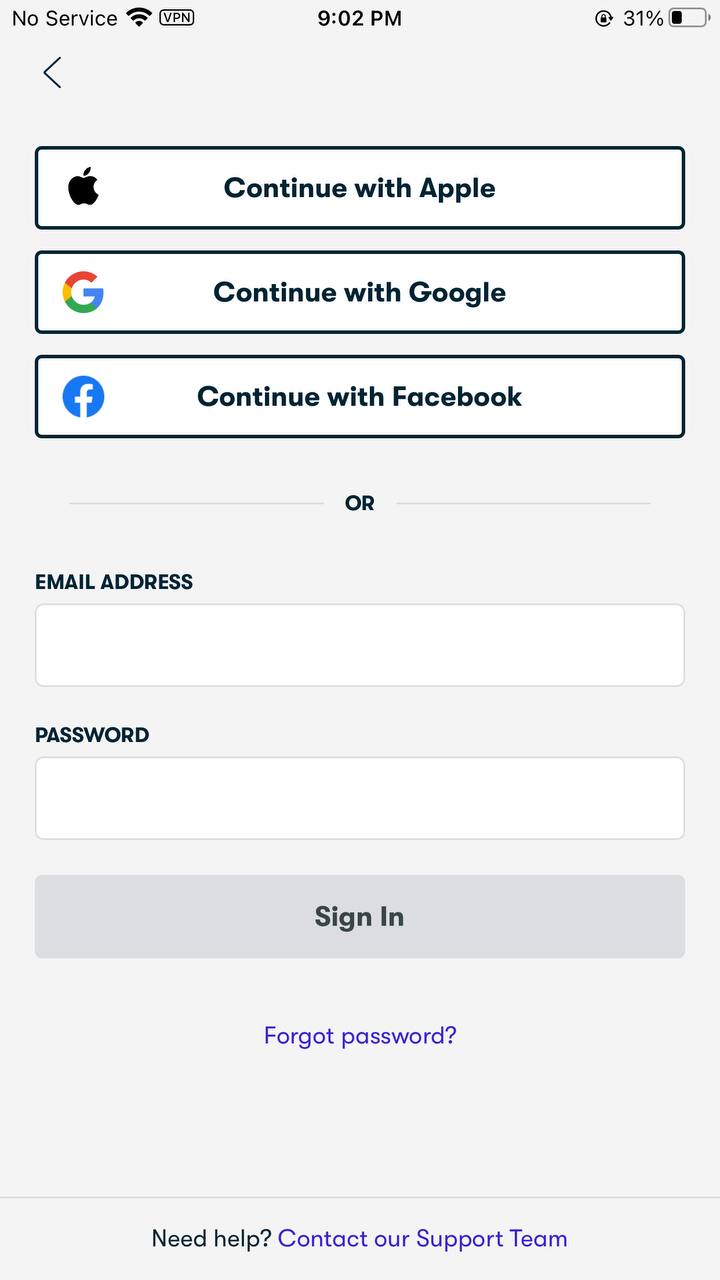 No Service VPN 9:02 PM 31%
Continue with Apple
Continue with Google
Continue with Facebook
OR
EMAIL ADDRESS
PASSWORD
Sign In
Forgot password?
Need help? Contact our Support Team